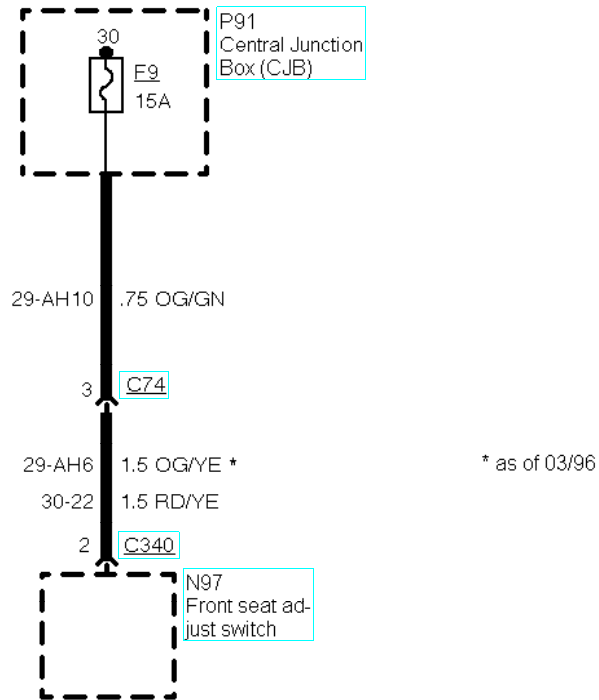 P91
Central Junction
Box (CJB)
30
F9
15A
29-AH10 .75 OG/GN
3 C74
29-AH6 1.5 OG/YE * * as of 03/96
30-22 1.5 RD/YE
2 C340
N97
Front seat ad-
just switch